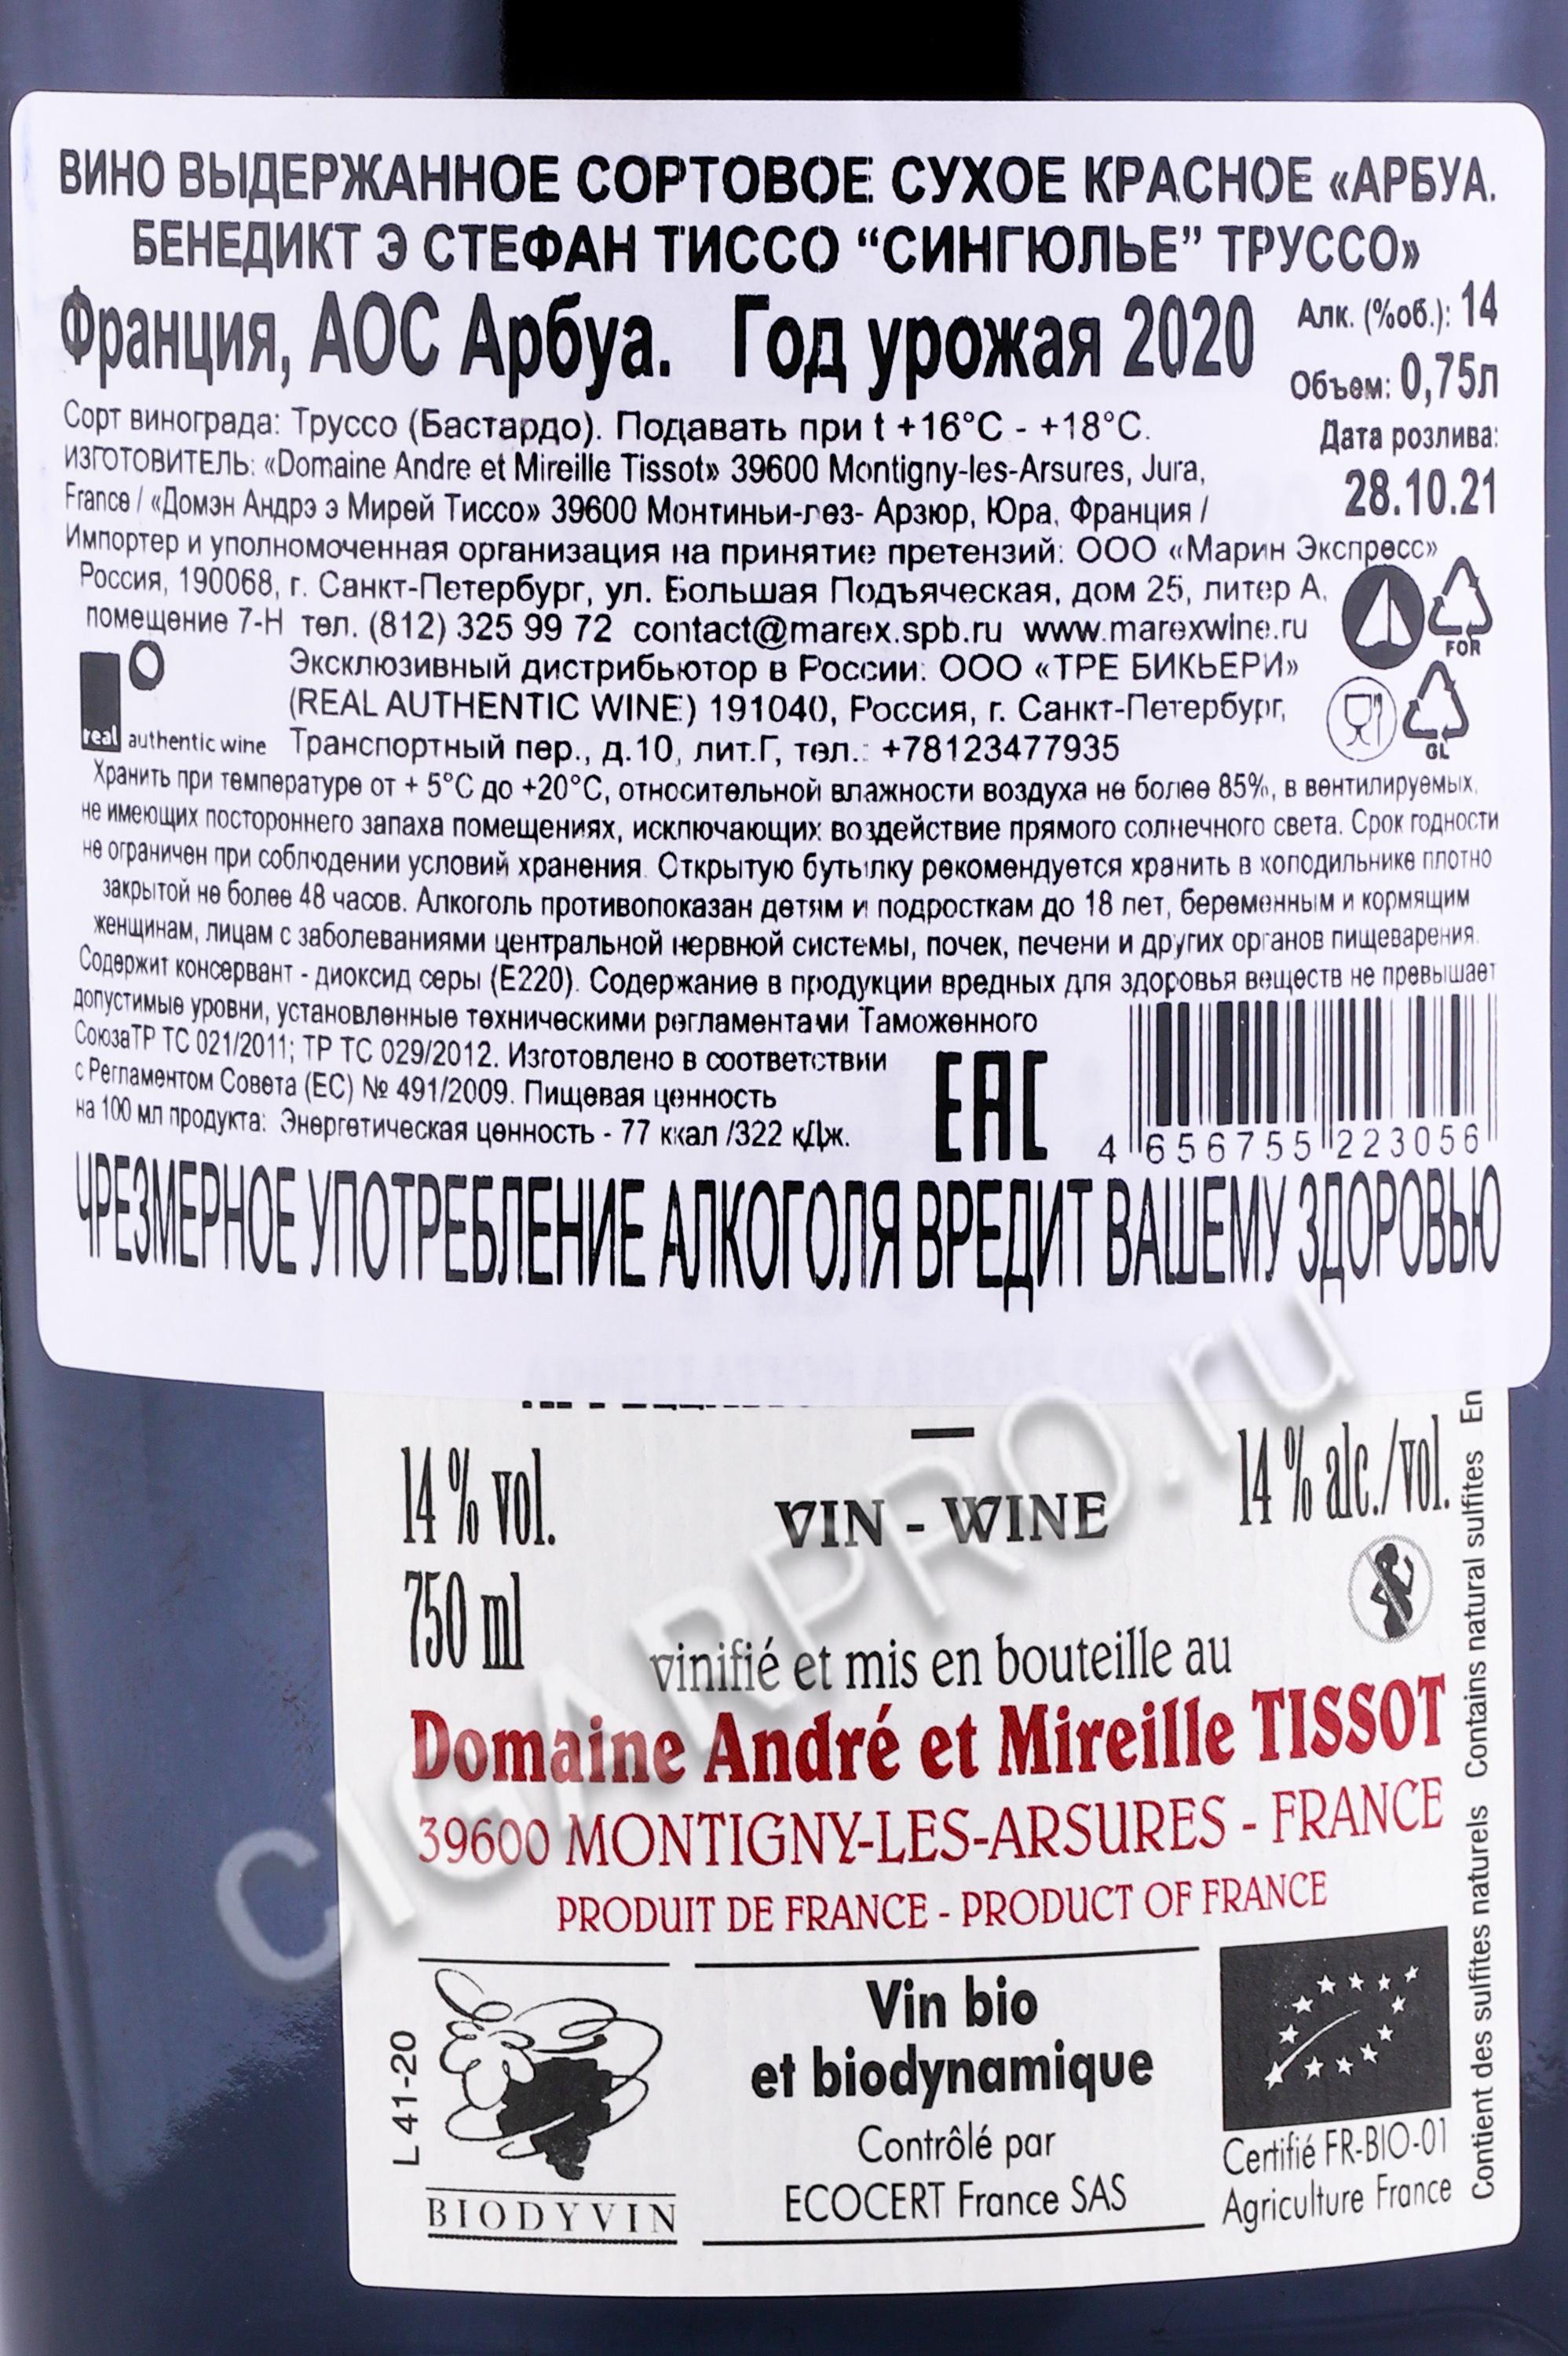 ВИНО ВЫДЕРЖАННОЕ СОРТОВОЕ СУХОЕ КРАСНОЕ «АРБУА.
БЕНЕДИКТ Э СТЕФАН ТИССО “СИНГЮЛЬЕ” ТРУССО»
Франция, АОС Арбуа. Год урожая 2020
Алк. (%об.): 14
Объем: 0,75л
Дата розлива:
28.10.21
Сорт винограда: Труссо (Бастардо). Подавать при t +16°С - +18°С.
ИЗГОТОВИТЕЛЬ: «Domaine Andre et Mireille Tissot» 39600 Montigny-les-Arsures, Jura,
France / «Домэн Андрэ э Мирей Тиссо» 39600 Монтиньи-лез- Арзюр, Юра, Франция /
Импортер и уполномоченная организация на принятие претензий: ООО «Марин Экспресс»
Россия, 190068, г. Санкт-Петербург, ул. Большая Подъяческая, дом 25, литер А,
помещение 7-Н тел. (812) 325 99 72 contact@marex.spb.ru www.marexwine.ru
FOR
Эксклюзивный дистрибьютор в России: ООО «ТРЕ БИКЬЕРИ»
(REAL AUTHENTIC WINE) 191040, Россия, г. Санкт-Петербург,
real authentic wine Транспортный пер., д.10, лит.Г, тел.: +78123477935
GL
Хранить при температуре от + 5°С до +20°С, относительной влажности воздуха не более 85%, в вентилируемых,
не имеющих постороннего запаха помещениях, исключающих воздействие прямого солнечного света. Срок годности
не ограничен при соблюдении условий хранения. Открытую бутылку рекомендуется хранить в холодильнике плотно
закрытой не более 48 часов. Алкоголь противопоказан детям и подросткам до 18 лет, беременным и кормящим
женщинам, лицам с заболеваниями центральной нервной системы, почек, печени и других органов пищеварения.
Содержит консервант - диоксид серы (Е220). Содержание в продукции вредных для здоровья веществ не превышает
допустимые уровни, установленные техническими регламентами Таможенного
СоюзаТР ТС 021/2011; ТР ТС 029/2012. Изготовлено в соответствии
с Регламентом Совета (ЕС) № 491/2009. Пищевая ценность
на 100 мл продукта: Энергетическая ценность - 77 ккал /322 кДж.
EAC
4 656755 223056
ЧРЕЗМЕРНОЕ УПОТРЕБЛЕНИЕ АЛКОГОЛЯ ВРЕДИТ ВАШЕМУ ЗДОРОВЬЮ
14 % vol.
VIN - WINE
14 % alc./vol.
750 ml
vinifié et mis en bouteille au
Domaine André et Mireille TISSOT
39600 MONTIGNY-LES-ARSURES - FRANCE
PRODUIT DE FRANCE - PRODUCT OF FRANCE
L 41-20
BIODYVIN
Vin bio
et biodynamique
Contrôlé par
ECOCERT France SAS
Certifié FR-BIO-01
Agriculture France
Contient des sulfites naturels Contains natural sulfites En
CIGARPRO.ru